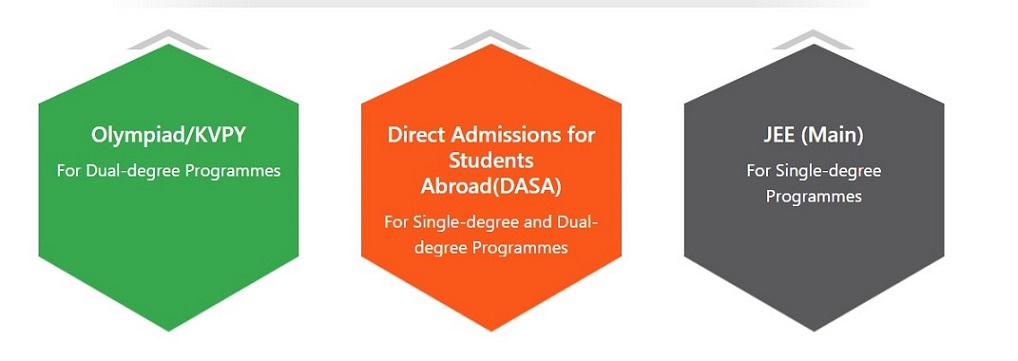 Olympiad/KVPY
For Dual-degree Programmes
Direct Admissions for
Students
Abroad(DASA)
For Single-degree and Dual-
degree Programmes
JEE (Main)
For Single-degree
Programmes